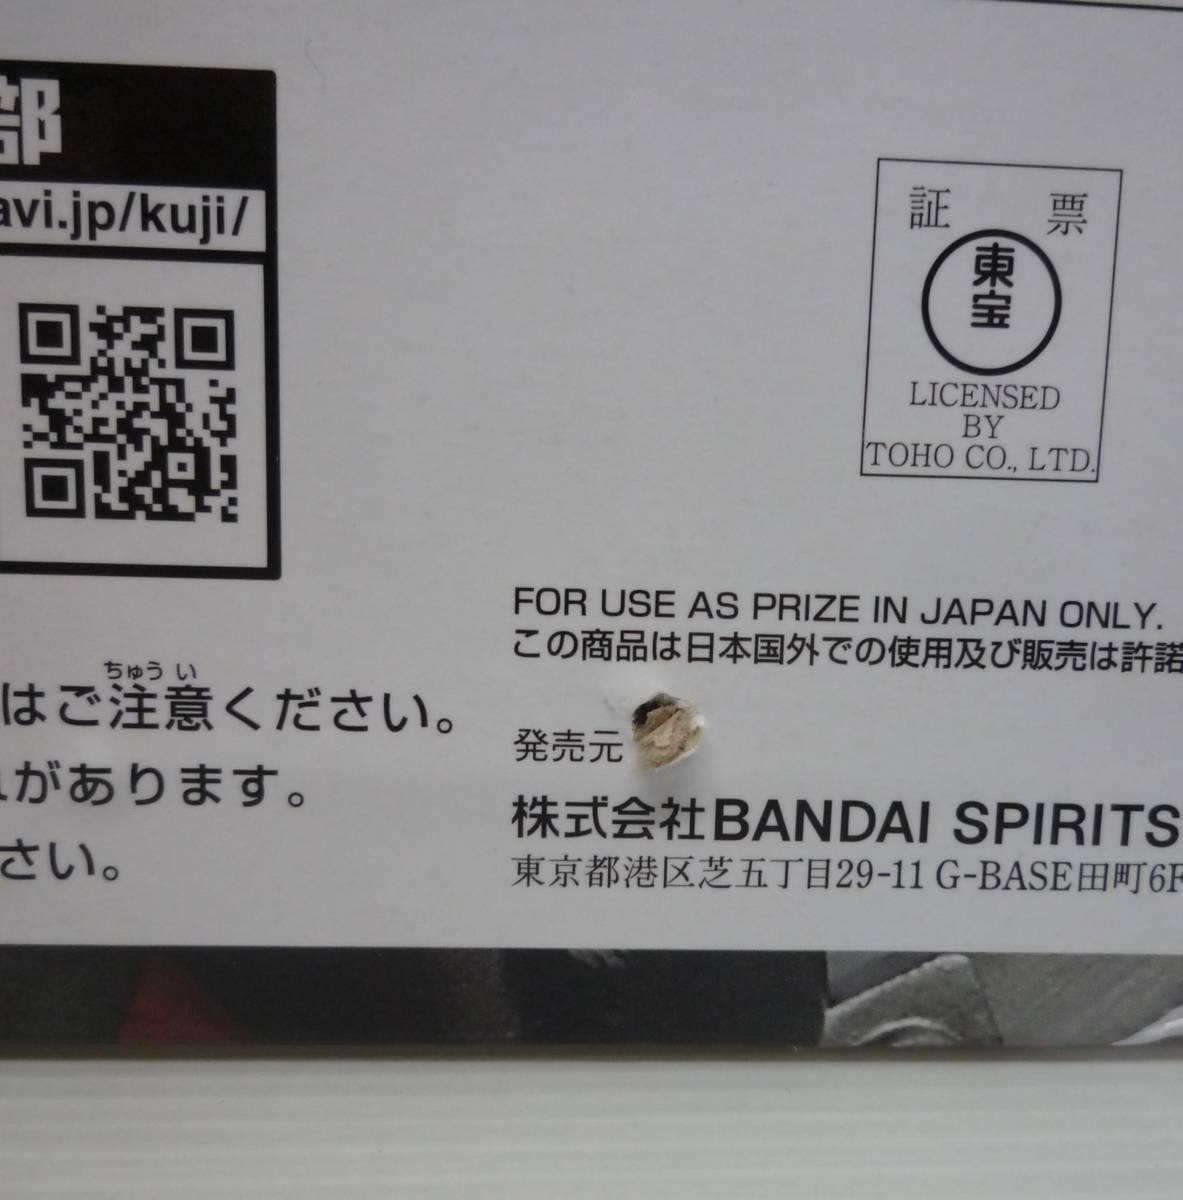 部
avi.jp/kuji/
証 票
東宝
LICENSED
BY
TOHO CO., LTD.
FOR USE AS PRIZE IN JAPAN ONLY.
この商品は日本国外での使用及び販売は許諾
ちゅう い
はご注意ください。
があります。
さい。
発売元
株式会社BANDAI SPIRITS
東京都港区芝五丁目29-11 G-BASE田町6F